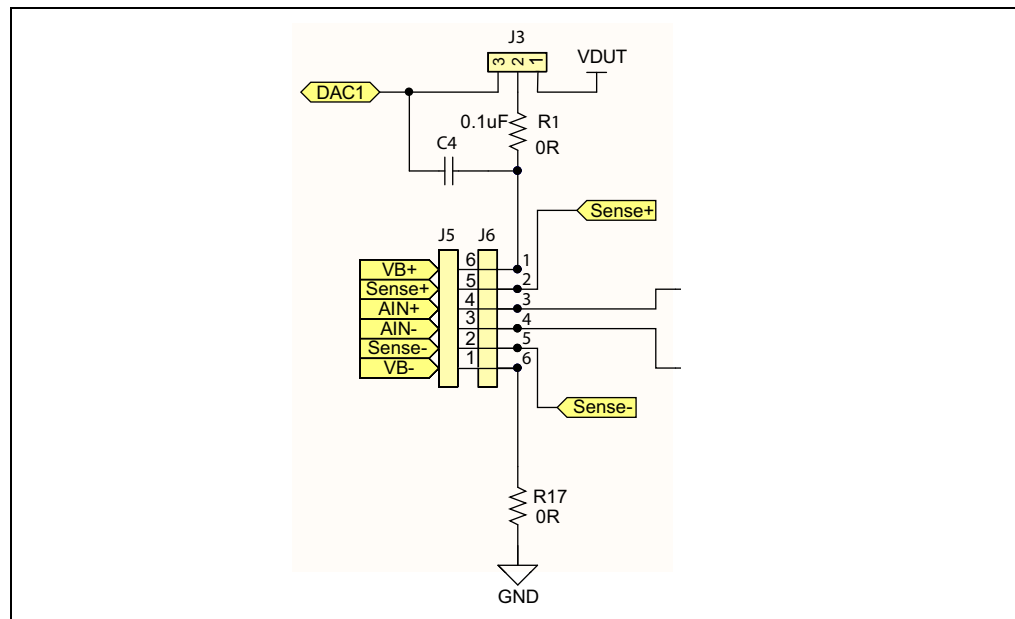 J3
3 2 1
VDUT
DAC1
0.1uF
R1
0R
C4
Sense+
J5
J6
VB+ 6 1
Sense+ 5 2
AIN+ 4 3
AIN- 3 4
Sense- 2 5
VB- 1 6
Sense-
R17
0R
GND